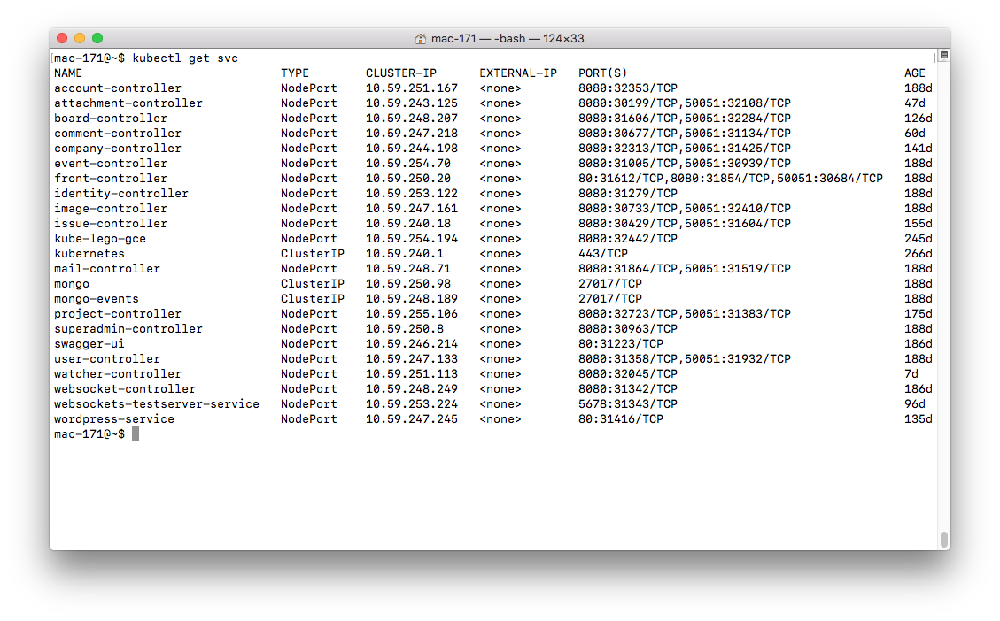 mac-171 — -bash — 124×33
[mac-171@~$ kubectl get svc ]
NAME TYPE CLUSTER-IP EXTERNAL-IP PORT(S) AGE
account-controller NodePort 10.59.251.167 <none> 8080:32353/TCP 188d
attachment-controller NodePort 10.59.243.125 <none> 8080:30199/TCP,50051:32108/TCP 47d
board-controller NodePort 10.59.248.207 <none> 8080:31606/TCP,50051:32284/TCP 126d
comment-controller NodePort 10.59.247.218 <none> 8080:30677/TCP,50051:31134/TCP 60d
company-controller NodePort 10.59.244.198 <none> 8080:32313/TCP,50051:31425/TCP 141d
event-controller NodePort 10.59.254.70 <none> 8080:31005/TCP,50051:30939/TCP 188d
front-controller NodePort 10.59.250.20 <none> 80:31612/TCP,8080:31854/TCP,50051:30684/TCP 188d
identity-controller NodePort 10.59.253.122 <none> 8080:31279/TCP 188d
image-controller NodePort 10.59.247.161 <none> 8080:30733/TCP,50051:32410/TCP 188d
issue-controller NodePort 10.59.240.18 <none> 8080:30429/TCP,50051:31604/TCP 155d
kube-lego-gce NodePort 10.59.254.194 <none> 8080:32442/TCP 245d
kubernetes ClusterIP 10.59.240.1 <none> 443/TCP 266d
mail-controller NodePort 10.59.248.71 <none> 8080:31864/TCP,50051:31519/TCP 188d
mongo ClusterIP 10.59.250.98 <none> 27017/TCP 188d
mongo-events ClusterIP 10.59.248.189 <none> 27017/TCP 188d
project-controller NodePort 10.59.255.106 <none> 8080:32723/TCP,50051:31383/TCP 175d
superadmin-controller NodePort 10.59.250.8 <none> 8080:30963/TCP 188d
swagger-ui NodePort 10.59.246.214 <none> 80:31223/TCP 186d
user-controller NodePort 10.59.247.133 <none> 8080:31358/TCP,50051:31932/TCP 188d
watcher-controller NodePort 10.59.251.113 <none> 8080:32045/TCP 7d
websocket-controller NodePort 10.59.248.249 <none> 8080:31342/TCP 186d
websockets-testserver-service NodePort 10.59.253.224 <none> 5678:31343/TCP 96d
wordpress-service NodePort 10.59.247.245 <none> 80:31416/TCP 135d
mac-171@~$